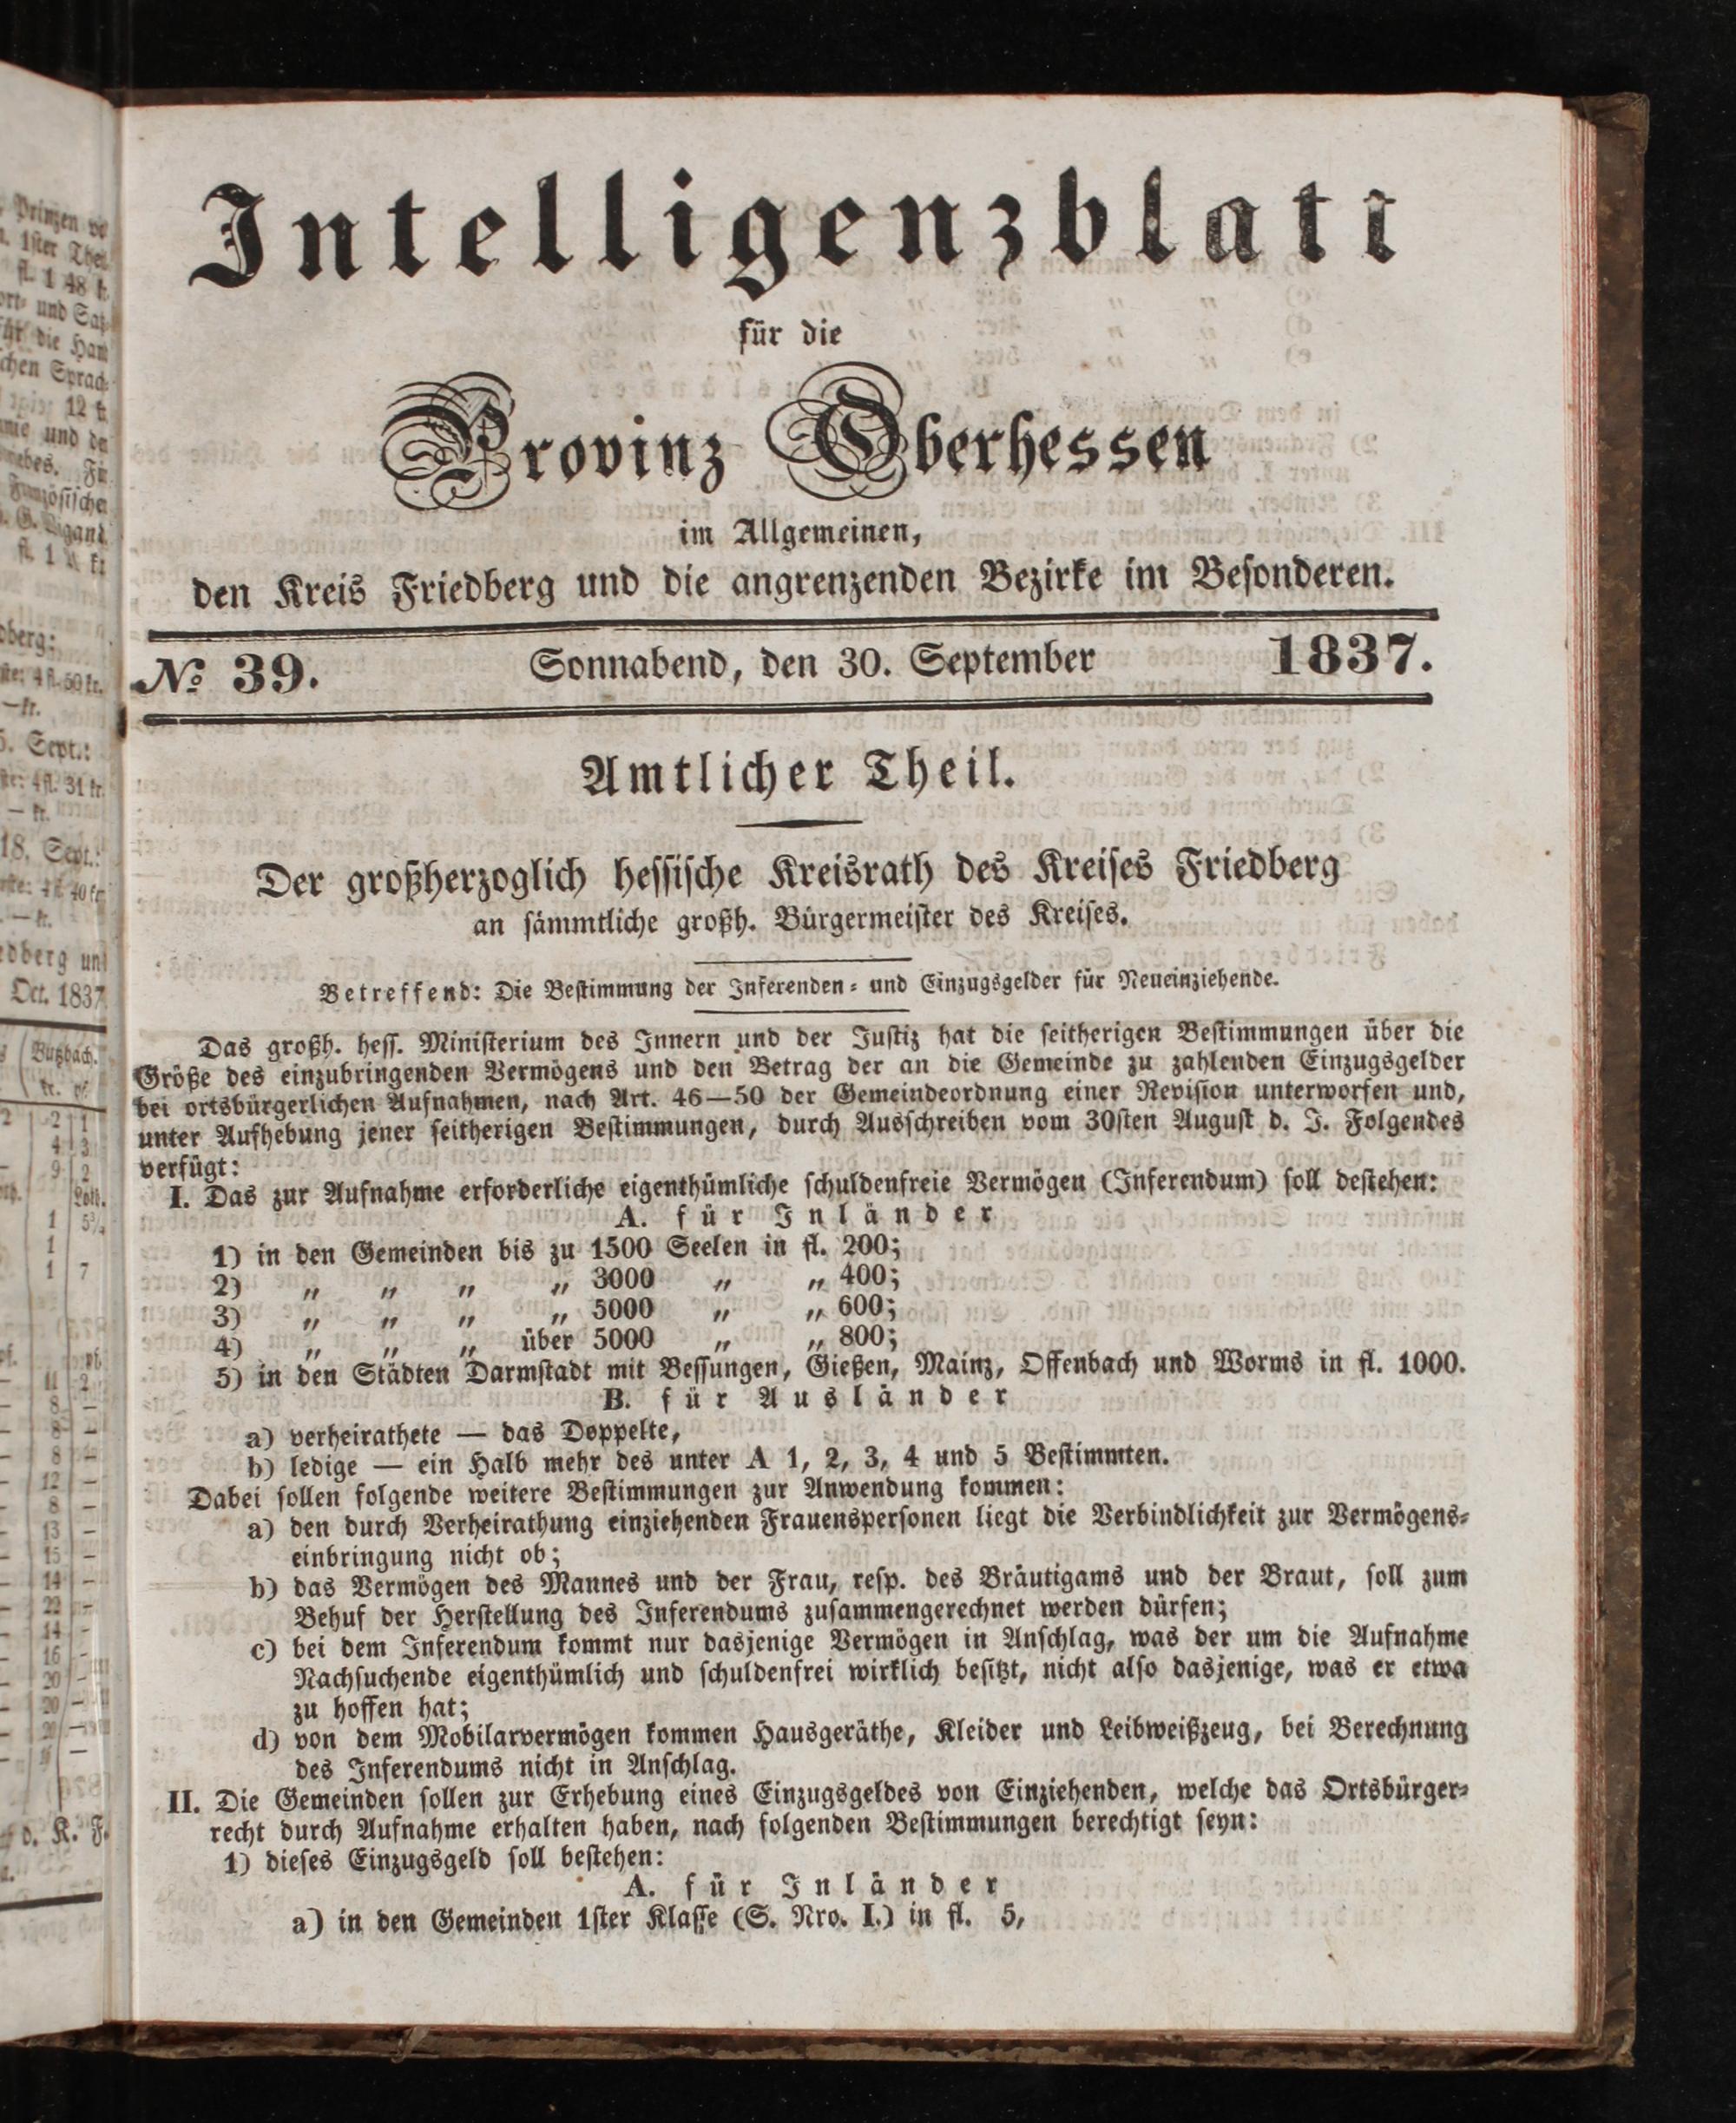 Intelligenzblatt
für die
Provinz Oberhessen
im Allgemeinen,
den Kreis Friedberg und die angrenzenden Bezirke im Besonderen.
№ 39. Sonnabend, den 30. September 1837.
Amtlicher Theil.
Der großherzoglich hessische Kreisrath des Kreises Friedberg
an sämmtliche großh. Bürgermeister des Kreises.
Betreffend: Die Bestimmung der Inferenden- und Einzugsgelder für Neueinziehende.
Das großh. hess. Ministerium des Innern und der Justiz hat die seitherigen Bestimmungen über die
Größe des einzubringenden Vermögens und den Betrag der an die Gemeinde zu zahlenden Einzugsgelder
bei ortsbürgerlichen Aufnahmen, nach Art. 46—50 der Gemeindeordnung einer Revision unterworfen und,
unter Aufhebung jener seitherigen Bestimmungen, durch Ausschreiben vom 30sten August d. J. Folgendes
verfügt:
I. Das zur Aufnahme erforderliche eigenthümliche schuldenfreie Vermögen (Inferendum) soll bestehen:
A. für Inländer
1) in den Gemeinden bis zu 1500 Seelen in fl. 200;
2) „ „ „ „ 3000 „ „ 400;
3) „ „ „ „ 5000 „ „ 600;
4) „ „ „ über 5000 „ „ 800;
5) in den Städten Darmstadt mit Bessungen, Gießen, Mainz, Offenbach und Worms in fl. 1000.
B. für Ausländer
a) verheirathete — das Doppelte,
b) ledige — ein Halb mehr des unter A 1, 2, 3, 4 und 5 Bestimmten.
Dabei sollen folgende weitere Bestimmungen zur Anwendung kommen:
a) den durch Verheirathung einziehenden Frauenspersonen liegt die Verbindlichkeit zur Vermögens-
einbringung nicht ob;
b) das Vermögen des Mannes und der Frau, resp. des Bräutigams und der Braut, soll zum
Behuf der Herstellung des Inferendums zusammengerechnet werden dürfen;
c) bei dem Inferendum kommt nur dasjenige Vermögen in Anschlag, was der um die Aufnahme
Nachsuchende eigenthümlich und schuldenfrei wirklich besitzt, nicht also dasjenige, was er etwa
zu hoffen hat;
d) von dem Mobilarvermögen kommen Hausgeräthe, Kleider und Leibweißzeug, bei Berechnung
des Inferendums nicht in Anschlag.
II. Die Gemeinden sollen zur Erhebung eines Einzugsgeldes von Einziehenden, welche das Ortsbürger-
recht durch Aufnahme erhalten haben, nach folgenden Bestimmungen berechtigt seyn:
1) dieses Einzugsgeld soll bestehen:
A. für Inländer
a) in den Gemeinden 1ster Klasse (S. Nro. I.) in fl. 5,